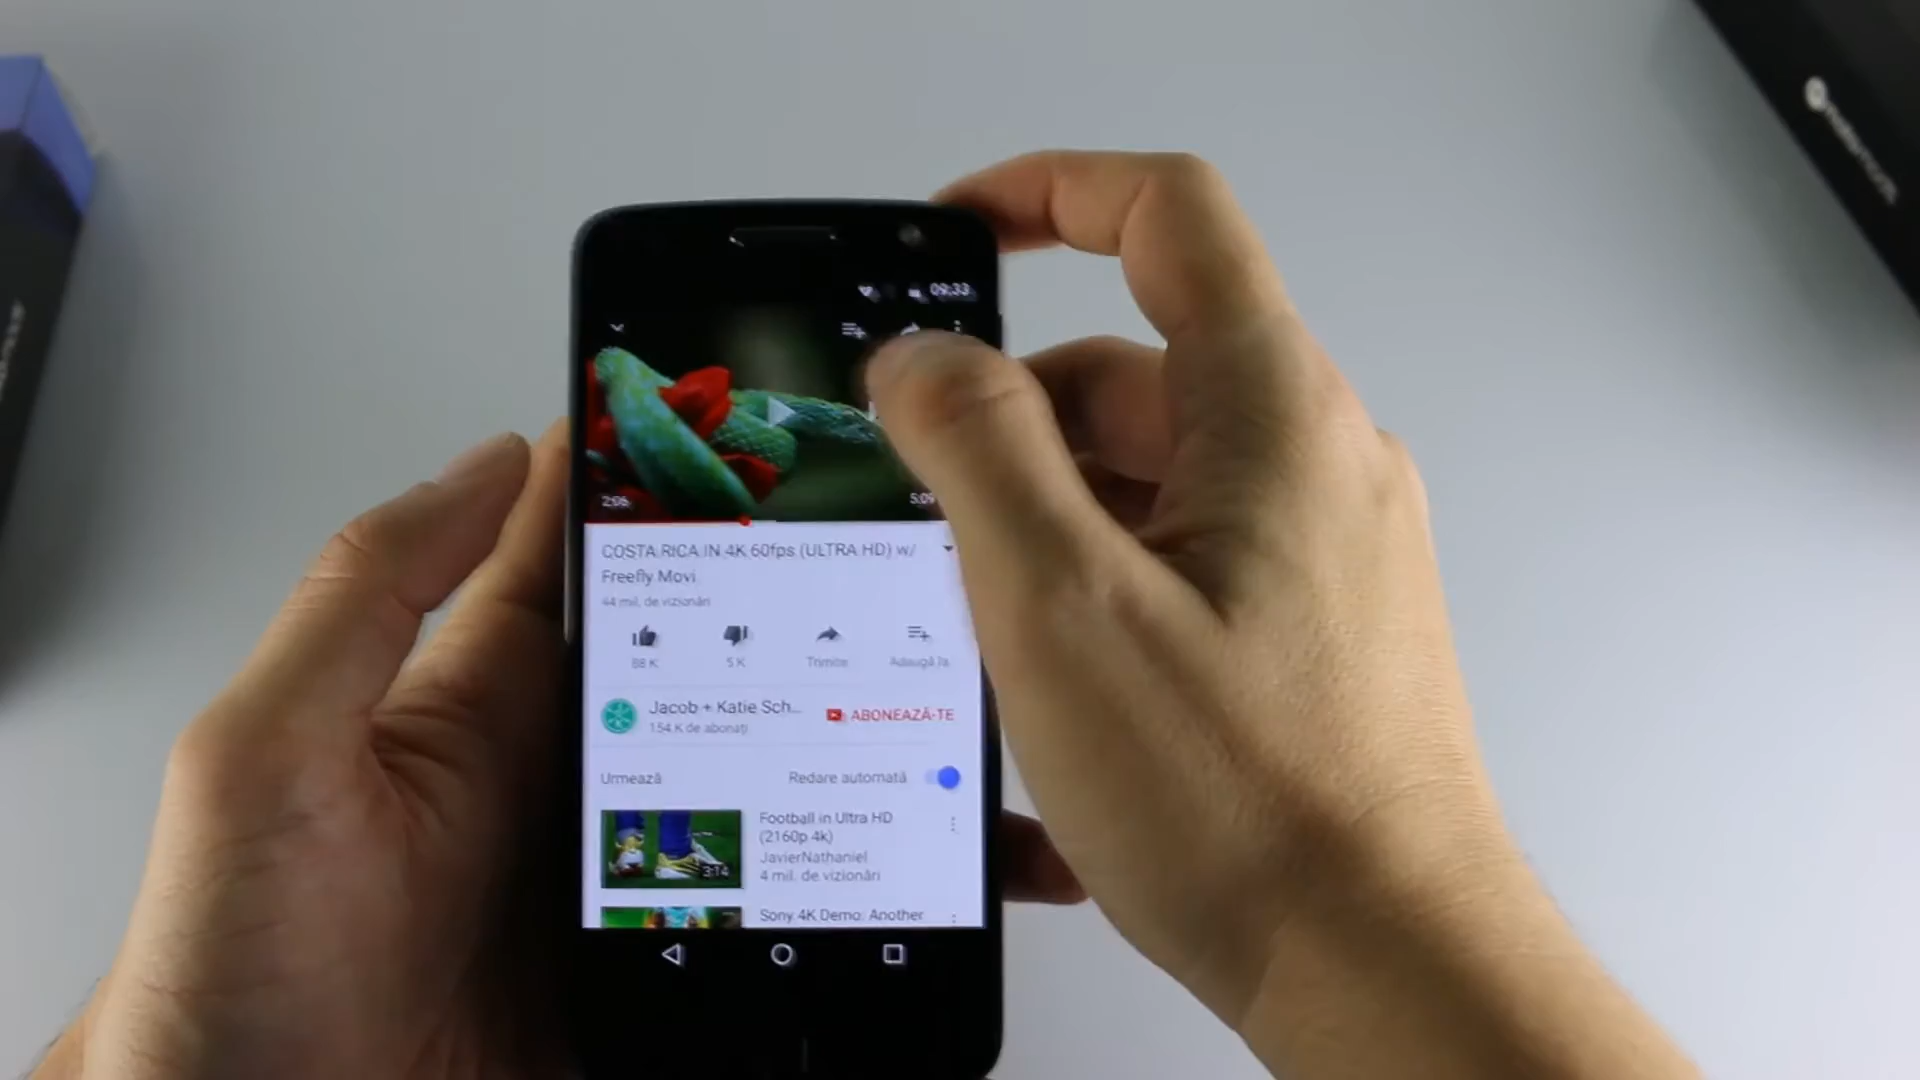 09:33
2:06
5:09
COSTA RICA IN 4K 60fps (ULTRA HD) w/
Freefly Movi
44 mil. de vizionări
88 K
5 K
Trimite
Adaugă la
Jacob + Katie Sch...
154 K de abonați
ABONEAZĂ-TE
Urmează
Redare automată
Football in Ultra HD
(2160p 4k)
JavierNathaniel
4 mil. de vizionări
3:14
Sony 4K Demo: Another